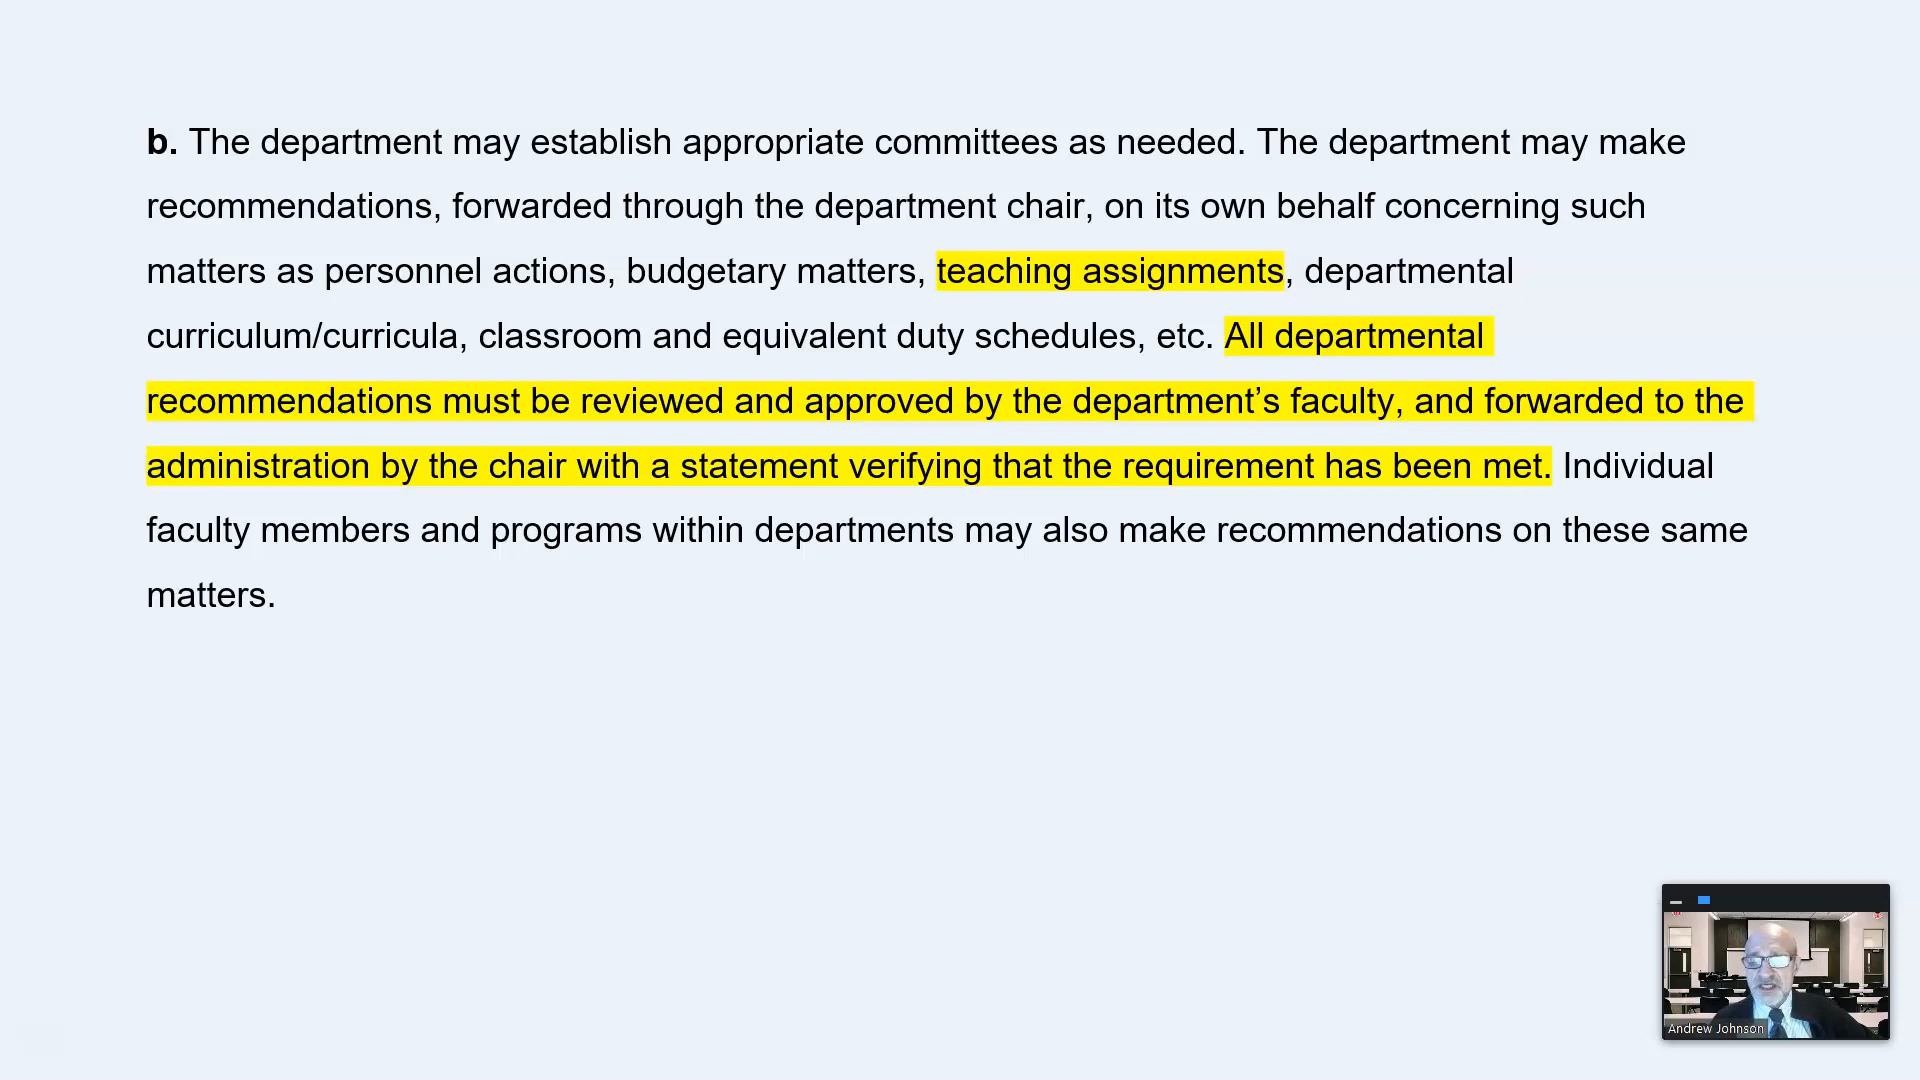 b. The department may establish appropriate committees as needed. The department may make
recommendations, forwarded through the department chair, on its own behalf concerning such
matters as personnel actions, budgetary matters, teaching assignments, departmental
curriculum/curricula, classroom and equivalent duty schedules, etc. All departmental
recommendations must be reviewed and approved by the department’s faculty, and forwarded to the
administration by the chair with a statement verifying that the requirement has been met. Individual
faculty members and programs within departments may also make recommendations on these same
matters.
Andrew Johnson